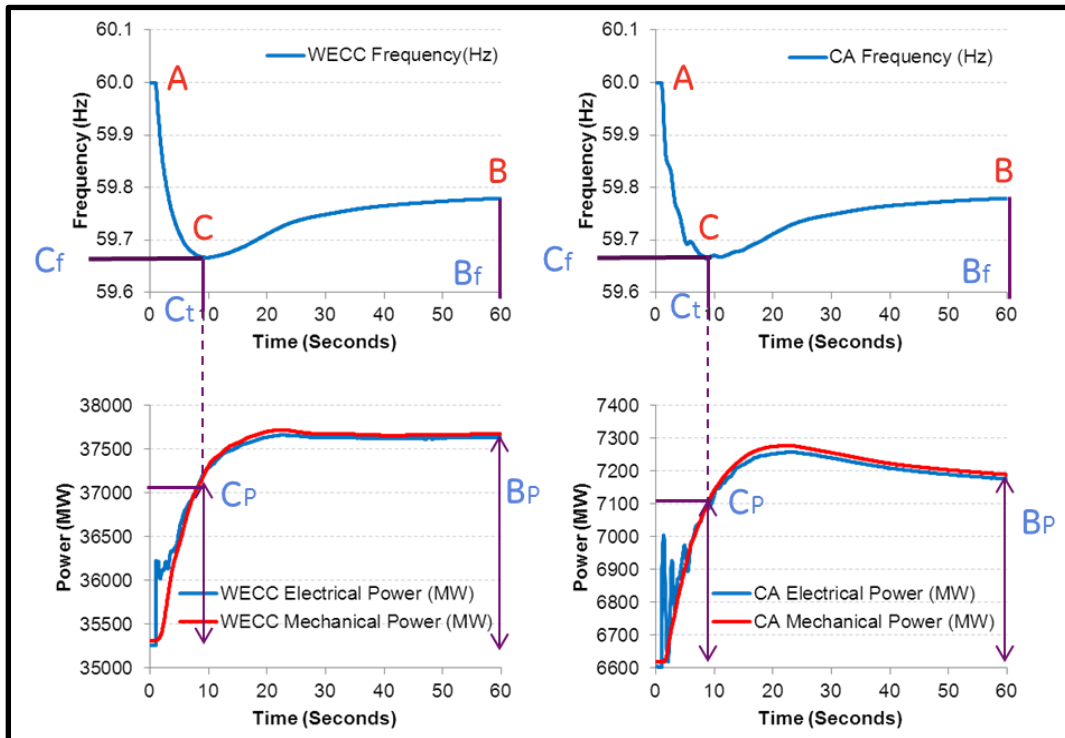 60.1
60.0
59.9
59.8
59.7
59.6
Frequency (Hz)
WECC Frequency(Hz)
A
B
C
Cf
Ct
Bf
0 10 20 30 40 50 60
Time (Seconds)
60.1
60.0
59.9
59.8
59.7
59.6
Frequency (Hz)
CA Frequency (Hz)
A
B
C
Cf
Ct
Bf
0 10 20 30 40 50 60
Time (Seconds)
38000
37500
37000
36500
36000
35500
35000
Power (MW)
CP
BP
WECC Electrical Power (MW)
WECC Mechanical Power (MW)
0 10 20 30 40 50 60
Time (Seconds)
7400
7300
7200
7100
7000
6900
6800
6700
6600
Power (MW)
CP
BP
CA Electrical Power (MW)
CA Mechanical Power (MW)
0 10 20 30 40 50 60
Time (Seconds)